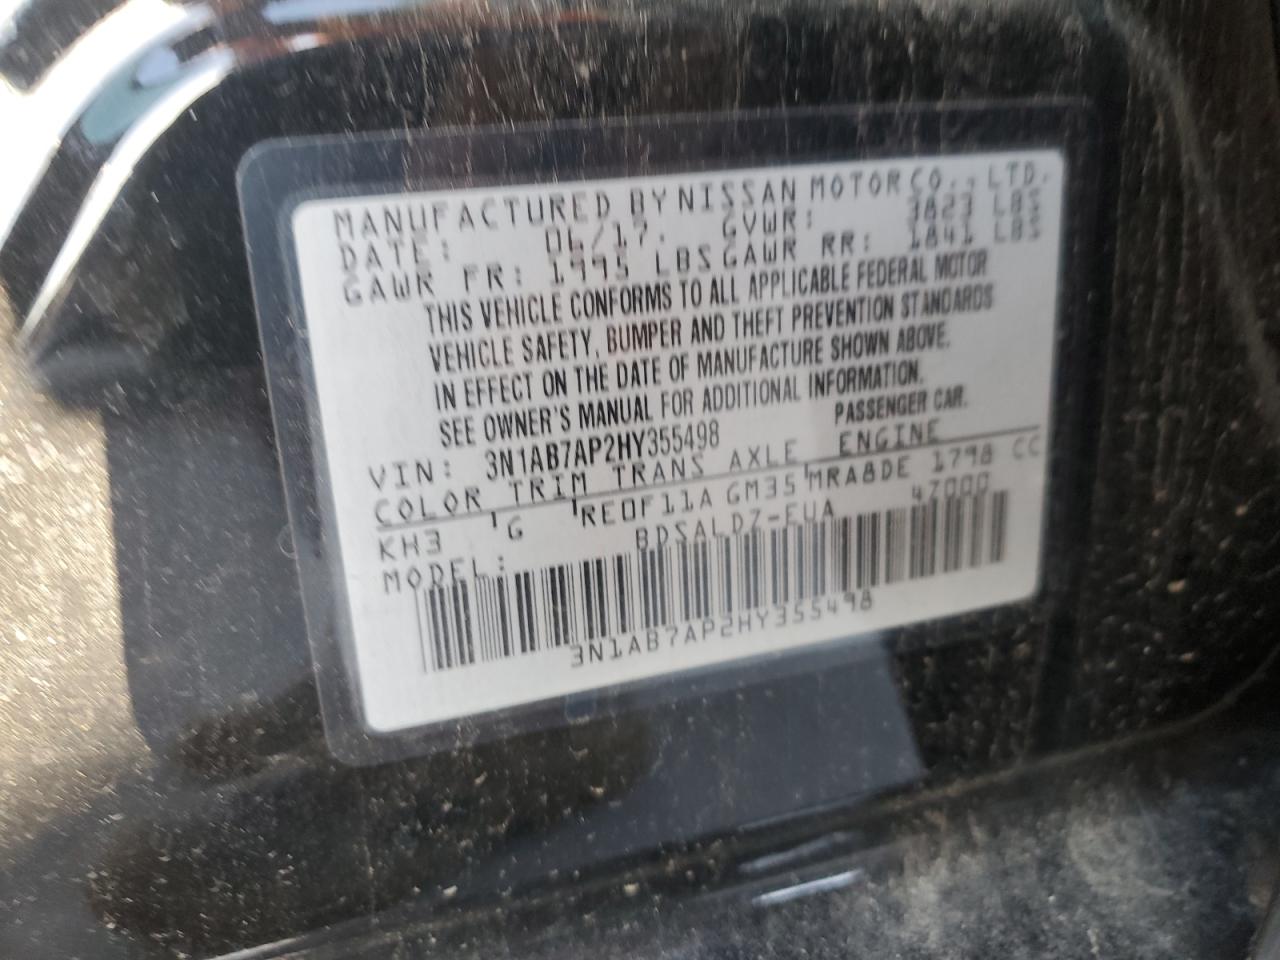 MANUFACTURED BY NISSAN MOTOR CO., LTD.
DATE: 06/17. GVWR: 3823 LBS
GAWR FR: 1995 LBS GAWR RR: 1841 LBS
THIS VEHICLE CONFORMS TO ALL APPLICABLE FEDERAL MOTOR
VEHICLE SAFETY, BUMPER AND THEFT PREVENTION STANDARDS
IN EFFECT ON THE DATE OF MANUFACTURE SHOWN ABOVE.
SEE OWNER'S MANUAL FOR ADDITIONAL INFORMATION.
VIN: 3N1AB7AP2HY355498 PASSENGER CAR.
COLOR TRIM TRANS AXLE ENGINE
KH3 G RE0F11A GM35 MRA8DE 1798 CC
MODEL: BDSALDZ-EUA 47000
3N1AB7AP2HY355498